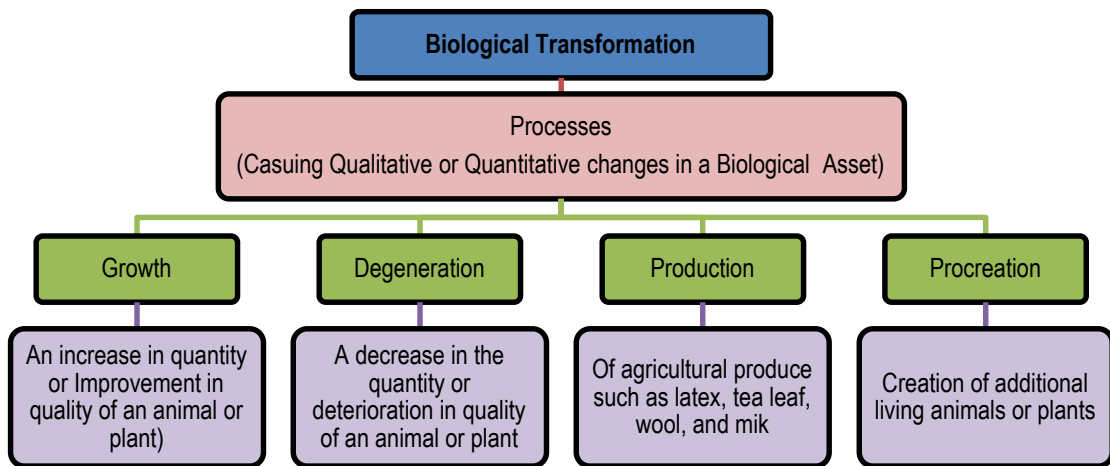 Biological Transformation
Processes
(Casuing Qualitative or Quantitative changes in a Biological Asset)
Growth
Degeneration
Production
Procreation
An increase in quantity
or Improvement in
quality of an animal or
plant)
A decrease in the
quantity or
deterioration in quality
of an animal or plant
Of agricultural produce
such as latex, tea leaf,
wool, and mik
Creation of additional
living animals or plants